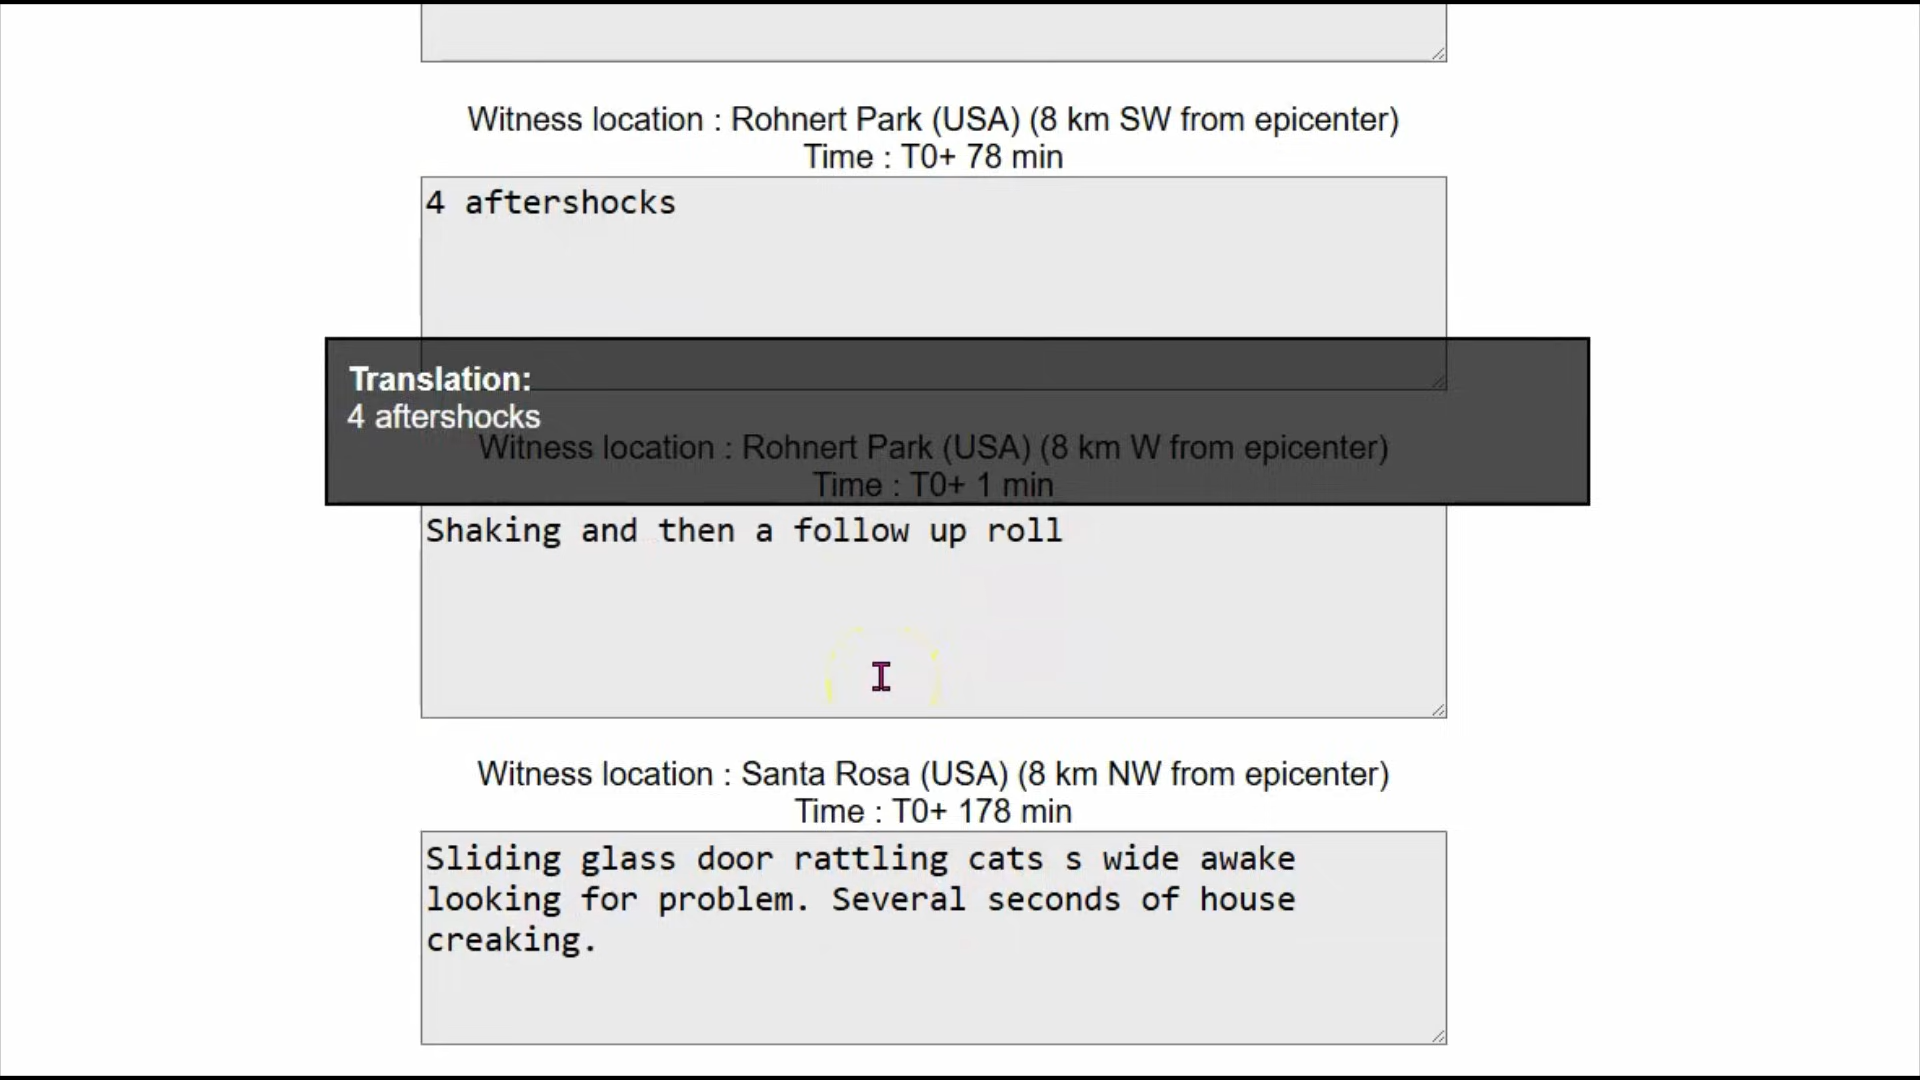 Witness location : Rohnert Park (USA) (8 km SW from epicenter)
Time : T0+ 78 min
4 aftershocks
Translation:
4 aftershocks
Witness location : Rohnert Park (USA) (8 km W from epicenter)
Time : T0+ 1 min
Shaking and then a follow up roll
Witness location : Santa Rosa (USA) (8 km NW from epicenter)
Time : T0+ 178 min
Sliding glass door rattling cats s wide awake
looking for problem. Several seconds of house
creaking.